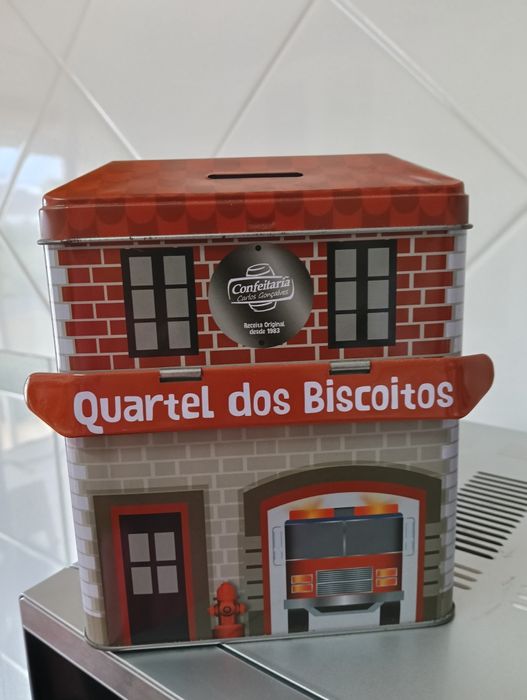 Confeitaria
Carlos Gonçalves
Receita Original
desde 1983
Quartel dos Biscoitos